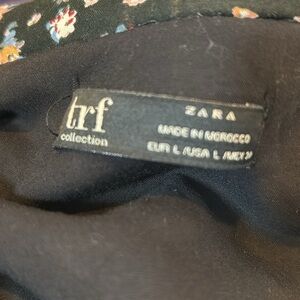 trf
collection
ZARA
MADE IN MOROCCO
EUR L /USA L /MEX